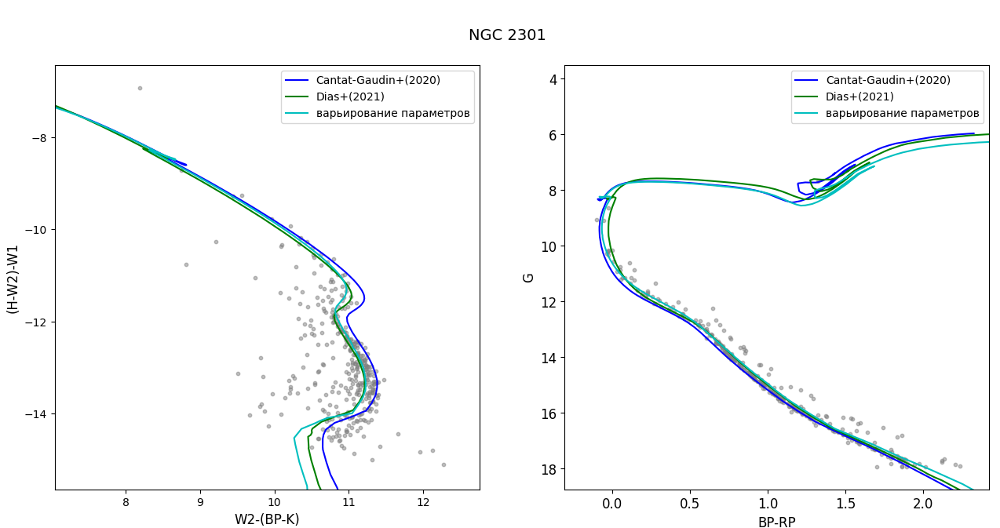 NGC 2301
Cantat-Gaudin+(2020)
Dias+(2021)
варьирование параметров
−8
−10
−12
−14
(H-W2)-W1
8
9
10
11
12
W2-(BP-K)
Cantat-Gaudin+(2020)
Dias+(2021)
варьирование параметров
4
6
8
10
12
14
16
18
G
0.0
0.5
1.0
1.5
2.0
BP-RP